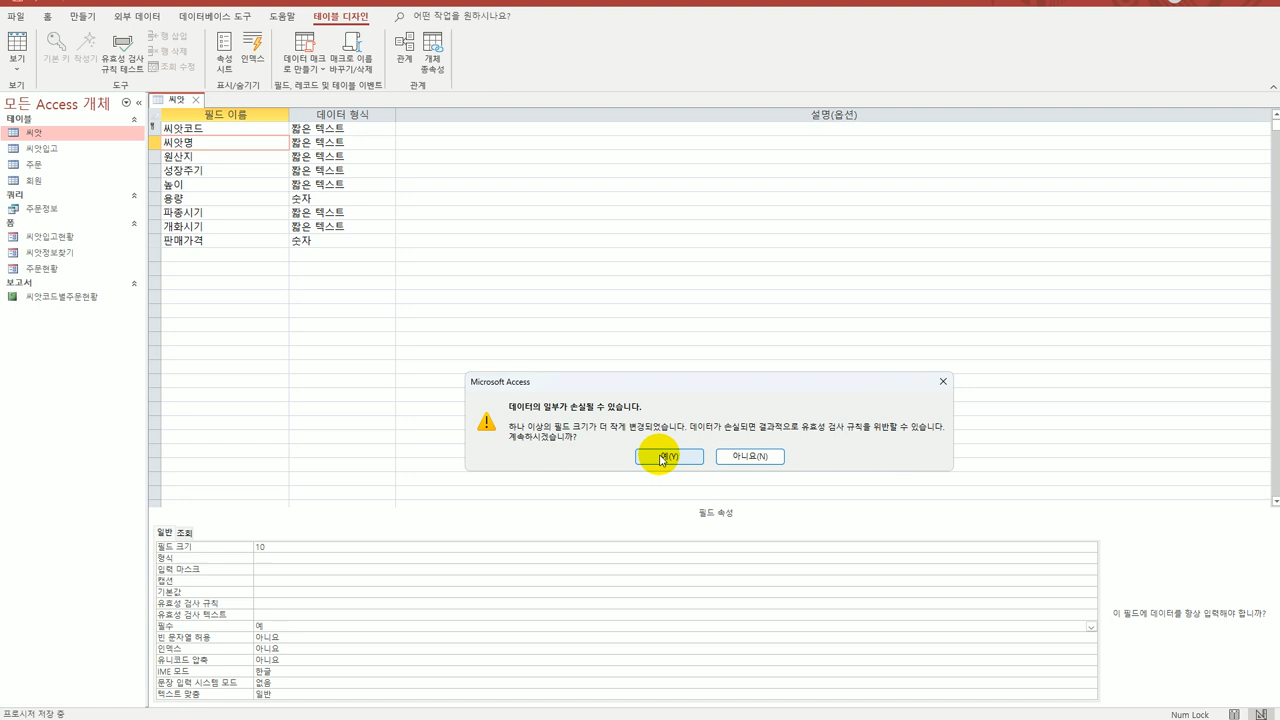 파일 홈 만들기 외부 데이터 데이터베이스 도구 도움말 테이블 디자인 어떤 작업을 원하시나요?
보기 기본 키 작성기 유효성 검사 규칙 테스트 행 삽입 행 삭제 조회 수정 속성 시트 인덱스 데이터 매크로 만들기 매크로 이름 바꾸기/삭제 관계 개체 종속성
보기 도구 표시/숨기기 필드, 레코드 및 테이블 이벤트 관계
모든 Access 개체
테이블
씨앗
씨앗입고
주문
회원
쿼리
주문정보
폼
씨앗입고현황
씨앗정보찾기
주문현황
보고서
씨앗코드별주문현황
씨앗
필드 이름 데이터 형식 설명(옵션)
씨앗코드 짧은 텍스트
씨앗명 짧은 텍스트
원산지 짧은 텍스트
성장주기 짧은 텍스트
높이 짧은 텍스트
용량 숫자
파종시기 짧은 텍스트
개화시기 짧은 텍스트
판매가격 숫자
Microsoft Access
데이터의 일부가 손실될 수 있습니다.
하나 이상의 필드 크기가 더 작게 변경되었습니다. 데이터가 손실되면 결과적으로 유효성 검사 규칙을 위반할 수 있습니다.
계속하시겠습니까?
예(Y) 아니요(N)
필드 속성
일반 조회
필드 크기 10
형식
입력 마스크
캡션
기본값
유효성 검사 규칙
유효성 검사 텍스트
필수 예
빈 문자열 허용 아니요
인덱스 아니요
유니코드 압축 아니요
IME 모드 한글
문장 입력 시스템 모드 없음
텍스트 맞춤 일반
이 필드에 데이터를 항상 입력해야 합니까?
프로시저 저장 중
Num Lock